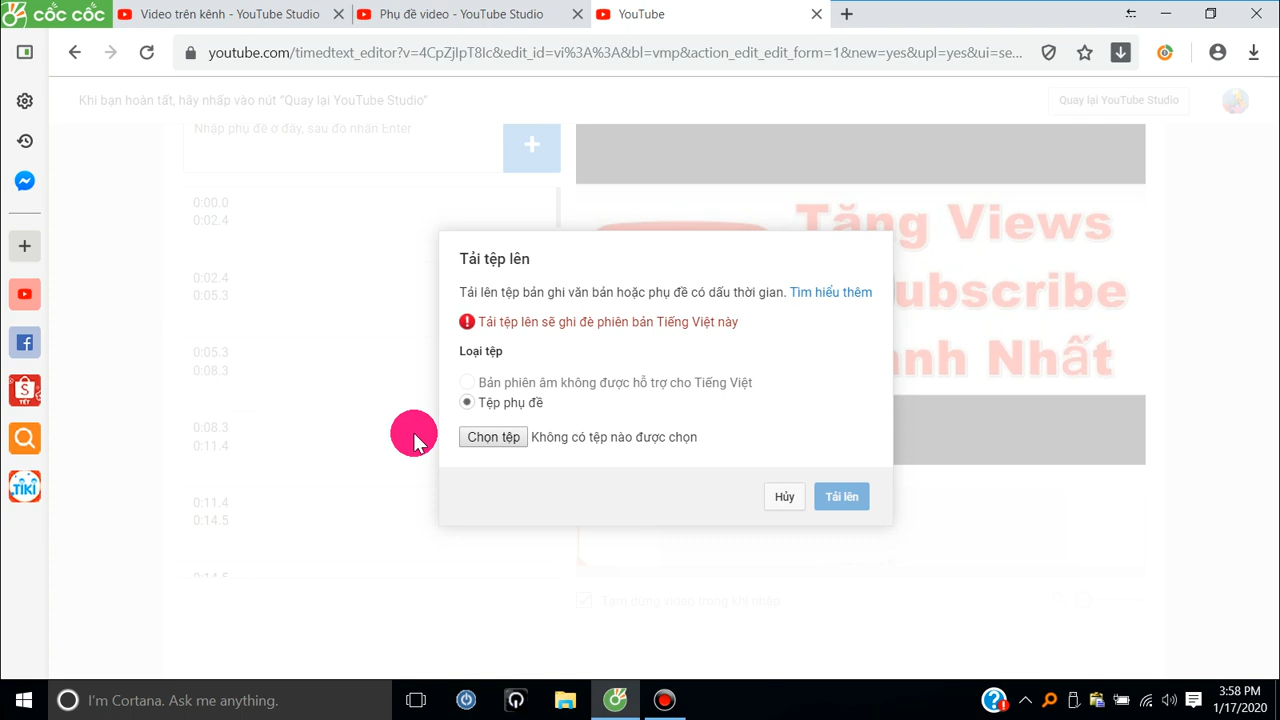 cốc cốc
Video trên kênh - YouTube Studio
Phụ đề video - YouTube Studio
YouTube
youtube.com/timedtext_editor?v=4CpZjIpT8Ic&edit_id=vi%3A%3A&bl=vmp&action_edit_edit_form=1&new=yes&upl=yes&ui=se...
Khi bạn hoàn tất, hãy nhấp vào nút "Quay lại YouTube Studio"
Quay lại YouTube Studio
Nhập phụ đề ở đây, sau đó nhấn Enter
0:00.0
0:02.4
0:02.4
0:05.3
0:05.3
0:08.3
0:08.3
0:11.4
0:11.4
0:14.5
0:14.5
Tăng Views
ubscribe
anh Nhất
Tải tệp lên
Tải lên tệp bản ghi văn bản hoặc phụ đề có dấu thời gian. Tìm hiểu thêm
Tải tệp lên sẽ ghi đè phiên bản Tiếng Việt này
Loại tệp
Bản phiên âm không được hỗ trợ cho Tiếng Việt
Tệp phụ đề
Chọn tệp Không có tệp nào được chọn
Hủy
Tải lên
Tạm dừng video trong khi nhập
TẾT
TIKI
I'm Cortana. Ask me anything.
3:58 PM
1/17/2020